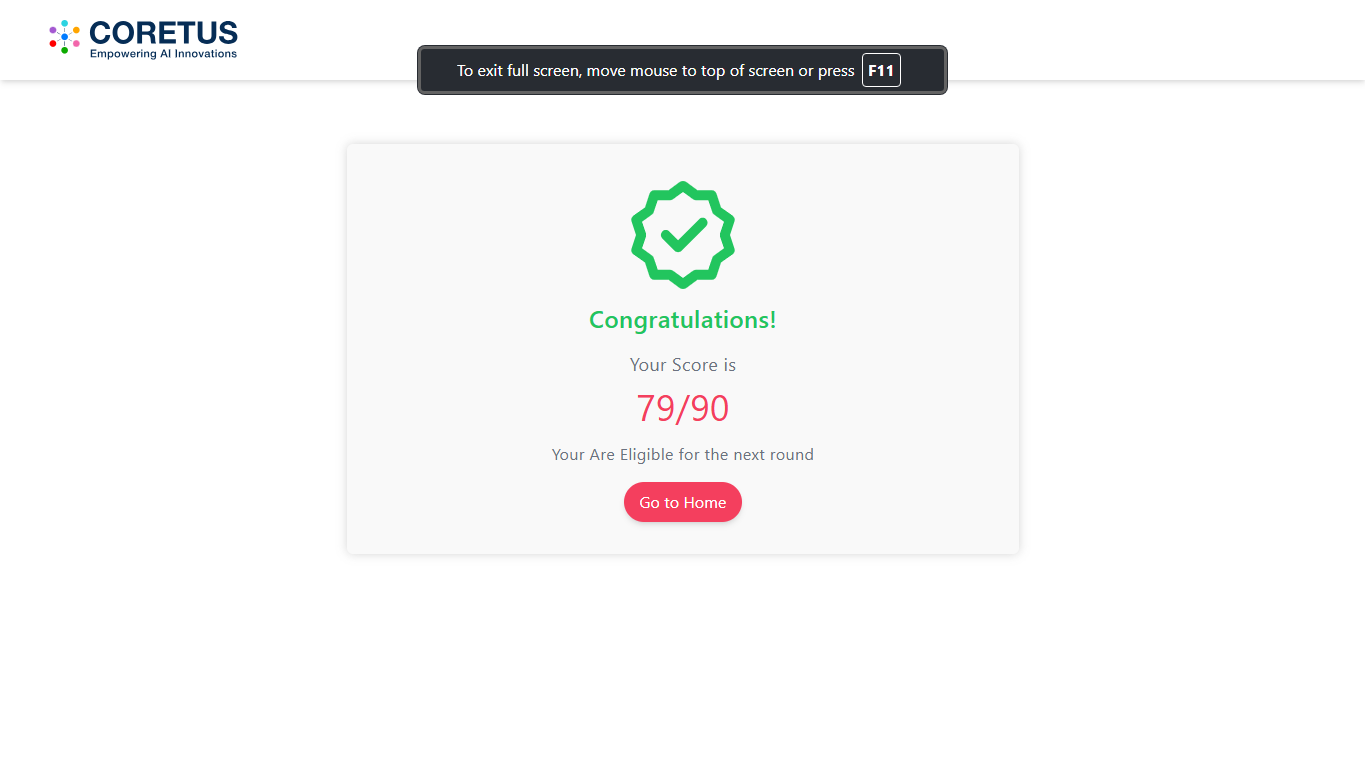 CORETUS
Empowering AI Innovations
To exit full screen, move mouse to top of screen or press F11
Congratulations!
Your Score is
79/90
Your Are Eligible for the next round
Go to Home